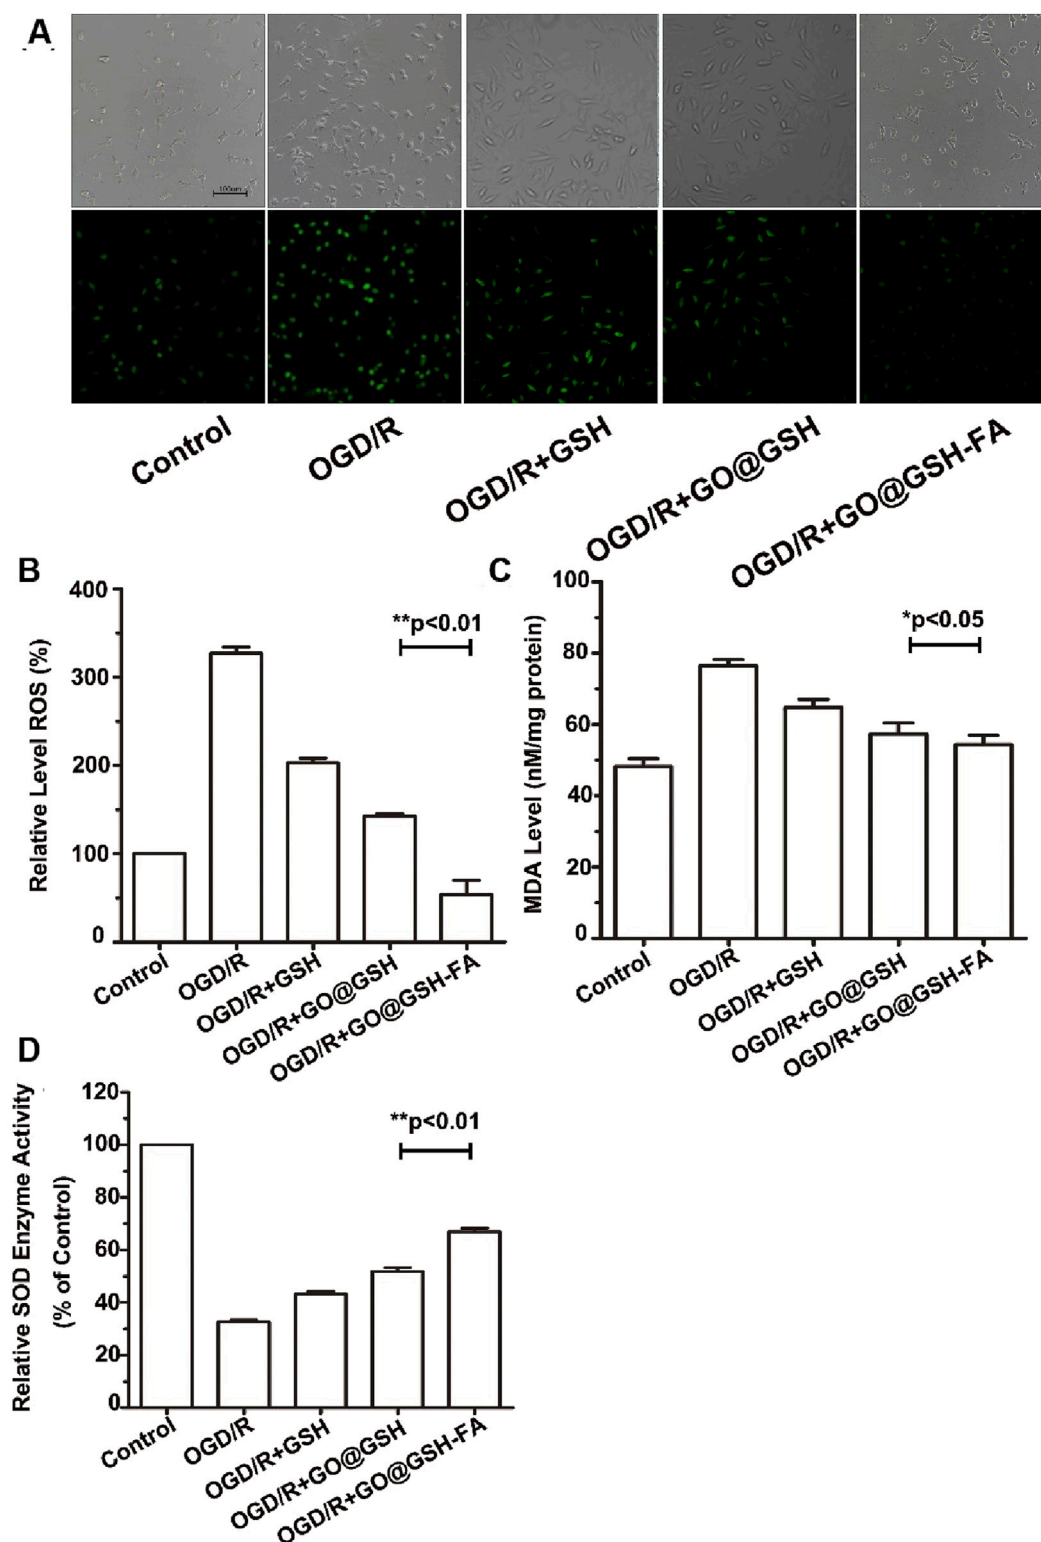 A
100um
Control
OGD/R
OGD/R+GSH
OGD/R+GO@GSH
OGD/R+GO@GSH-FA
B
Relative Level ROS (%)
400
300
200
100
0
**p<0.01
Control
OGD/R
OGD/R+GSH
OGD/R+GO@GSH
OGD/R+GO@GSH-FA
C
MDA Level (nM/mg protein)
100
80
60
40
20
0
*p<0.05
Control
OGD/R
OGD/R+GSH
OGD/R+GO@GSH
OGD/R+GO@GSH-FA
D
Relative SOD Enzyme Activity
(% of Control)
120
100
80
60
40
20
0
**p<0.01
Control
OGD/R
OGD/R+GSH
OGD/R+GO@GSH
OGD/R+GO@GSH-FA